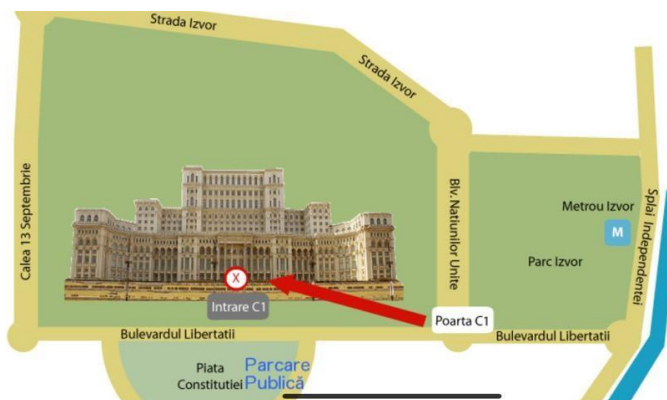 Strada Izvor
Strada Izvor
Calea 13 Septembrie
Blv. Natiunilor Unite
Metrou Izvor
M
Splai Independentei
Parc Izvor
X
Intrare C1
Poarta C1
Bulevardul Libertatii
Bulevardul Libertatii
Piata
Constitutiei
Parcare
Publică